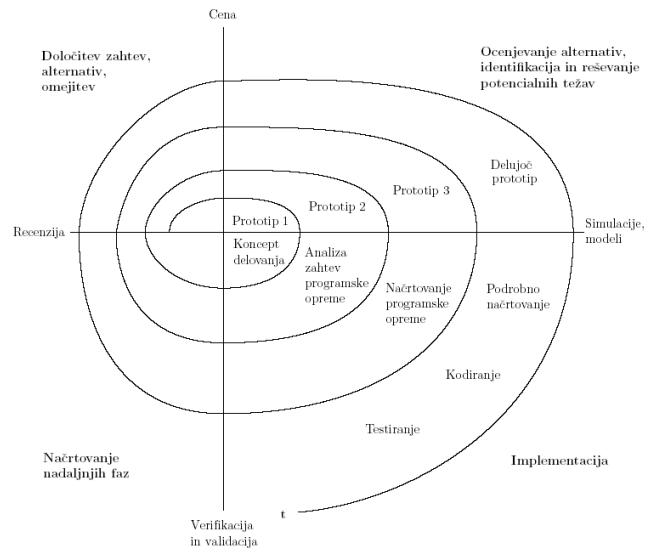 Cena
Določitev zahtev,
alternativ,
omejitev
Ocenjevanje alternativ,
identifikacija in reševanje
potencialnih težav
Delujoč
prototip
Prototip 3
Prototip 2
Prototip 1
Recenzija
Simulacije,
modeli
Koncept
delovanja
Analiza
zahtev
programske
opreme
Načrtovanje
programske
opreme
Podrobno
načrtovanje
Kodiranje
Testiranje
Načrtovanje
nadaljnjih faz
Implementacija
t
Verifikacija
in validacija